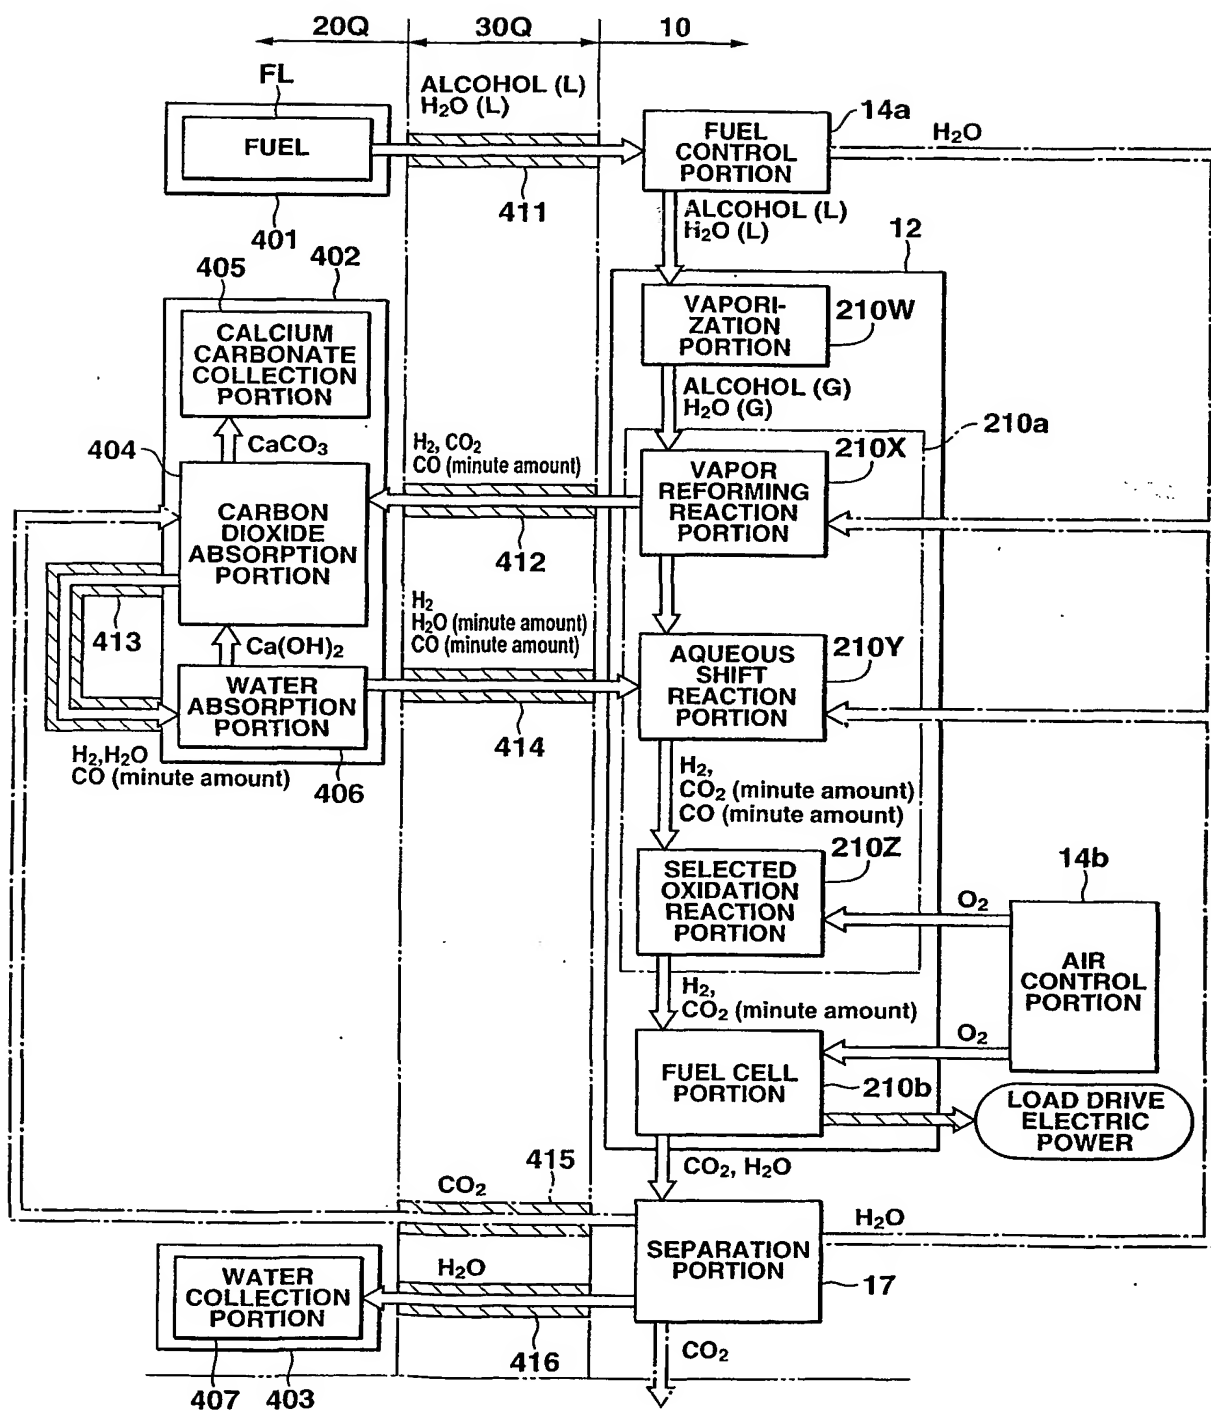 20Q
30Q
10
FL
FUEL
401
ALCOHOL (L)
H₂O (L)
411
14a
FUEL
CONTROL
PORTION
H₂O
ALCOHOL (L)
H₂O (L)
12
405
402
CALCIUM
CARBONATE
COLLECTION
PORTION
VAPORI-
ZATION
PORTION
210W
ALCOHOL (G)
H₂O (G)
210a
404
CaCO₃
H₂, CO₂
CO (minute amount)
412
VAPOR
REFORMING
REACTION
PORTION
210X
CARBON
DIOXIDE
ABSORPTION
PORTION
413
Ca(OH)₂
H₂
H₂O (minute amount)
CO (minute amount)
414
WATER
ABSORPTION
PORTION
406
H₂,H₂O
CO (minute amount)
AQUEOUS
SHIFT
REACTION
PORTION
210Y
H₂,
CO₂ (minute amount)
CO (minute amount)
SELECTED
OXIDATION
REACTION
PORTION
210Z
14b
O₂
AIR
CONTROL
PORTION
O₂
H₂,
CO₂ (minute amount)
FUEL CELL
PORTION
210b
LOAD DRIVE
ELECTRIC
POWER
CO₂, H₂O
415
CO₂
H₂O
416
SEPARATION
PORTION
H₂O
17
CO₂
WATER
COLLECTION
PORTION
407
403